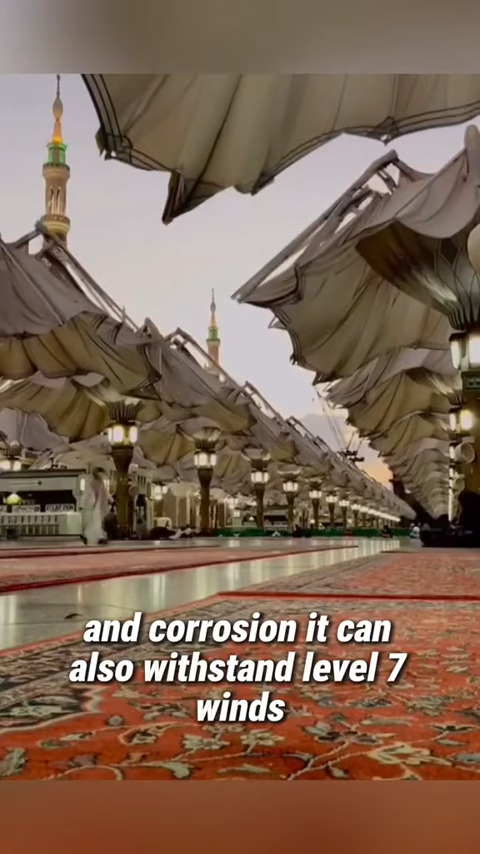 and corrosion it can
also withstand level 7
winds